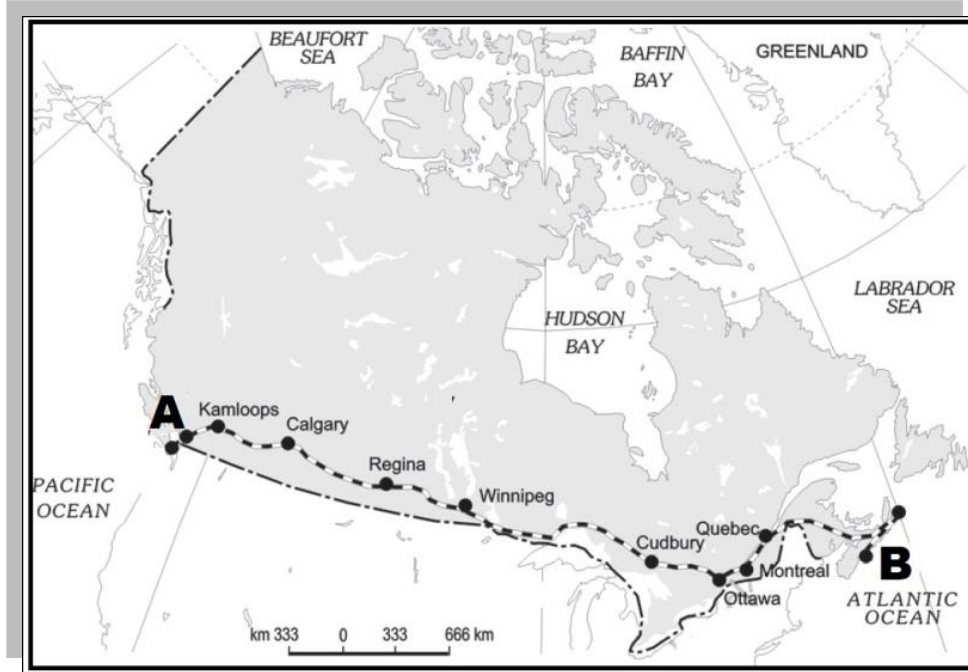 BEAUFORT
SEA
BAFFIN
BAY
GREENLAND
LABRADOR
SEA
HUDSON
BAY
A
Kamloops
Calgary
Regina
Winnipeg
PACIFIC
OCEAN
Quebec
Cudbury
Montreal
Ottawa
B
ATLANTIC
OCEAN
km 333 0 333 666 km